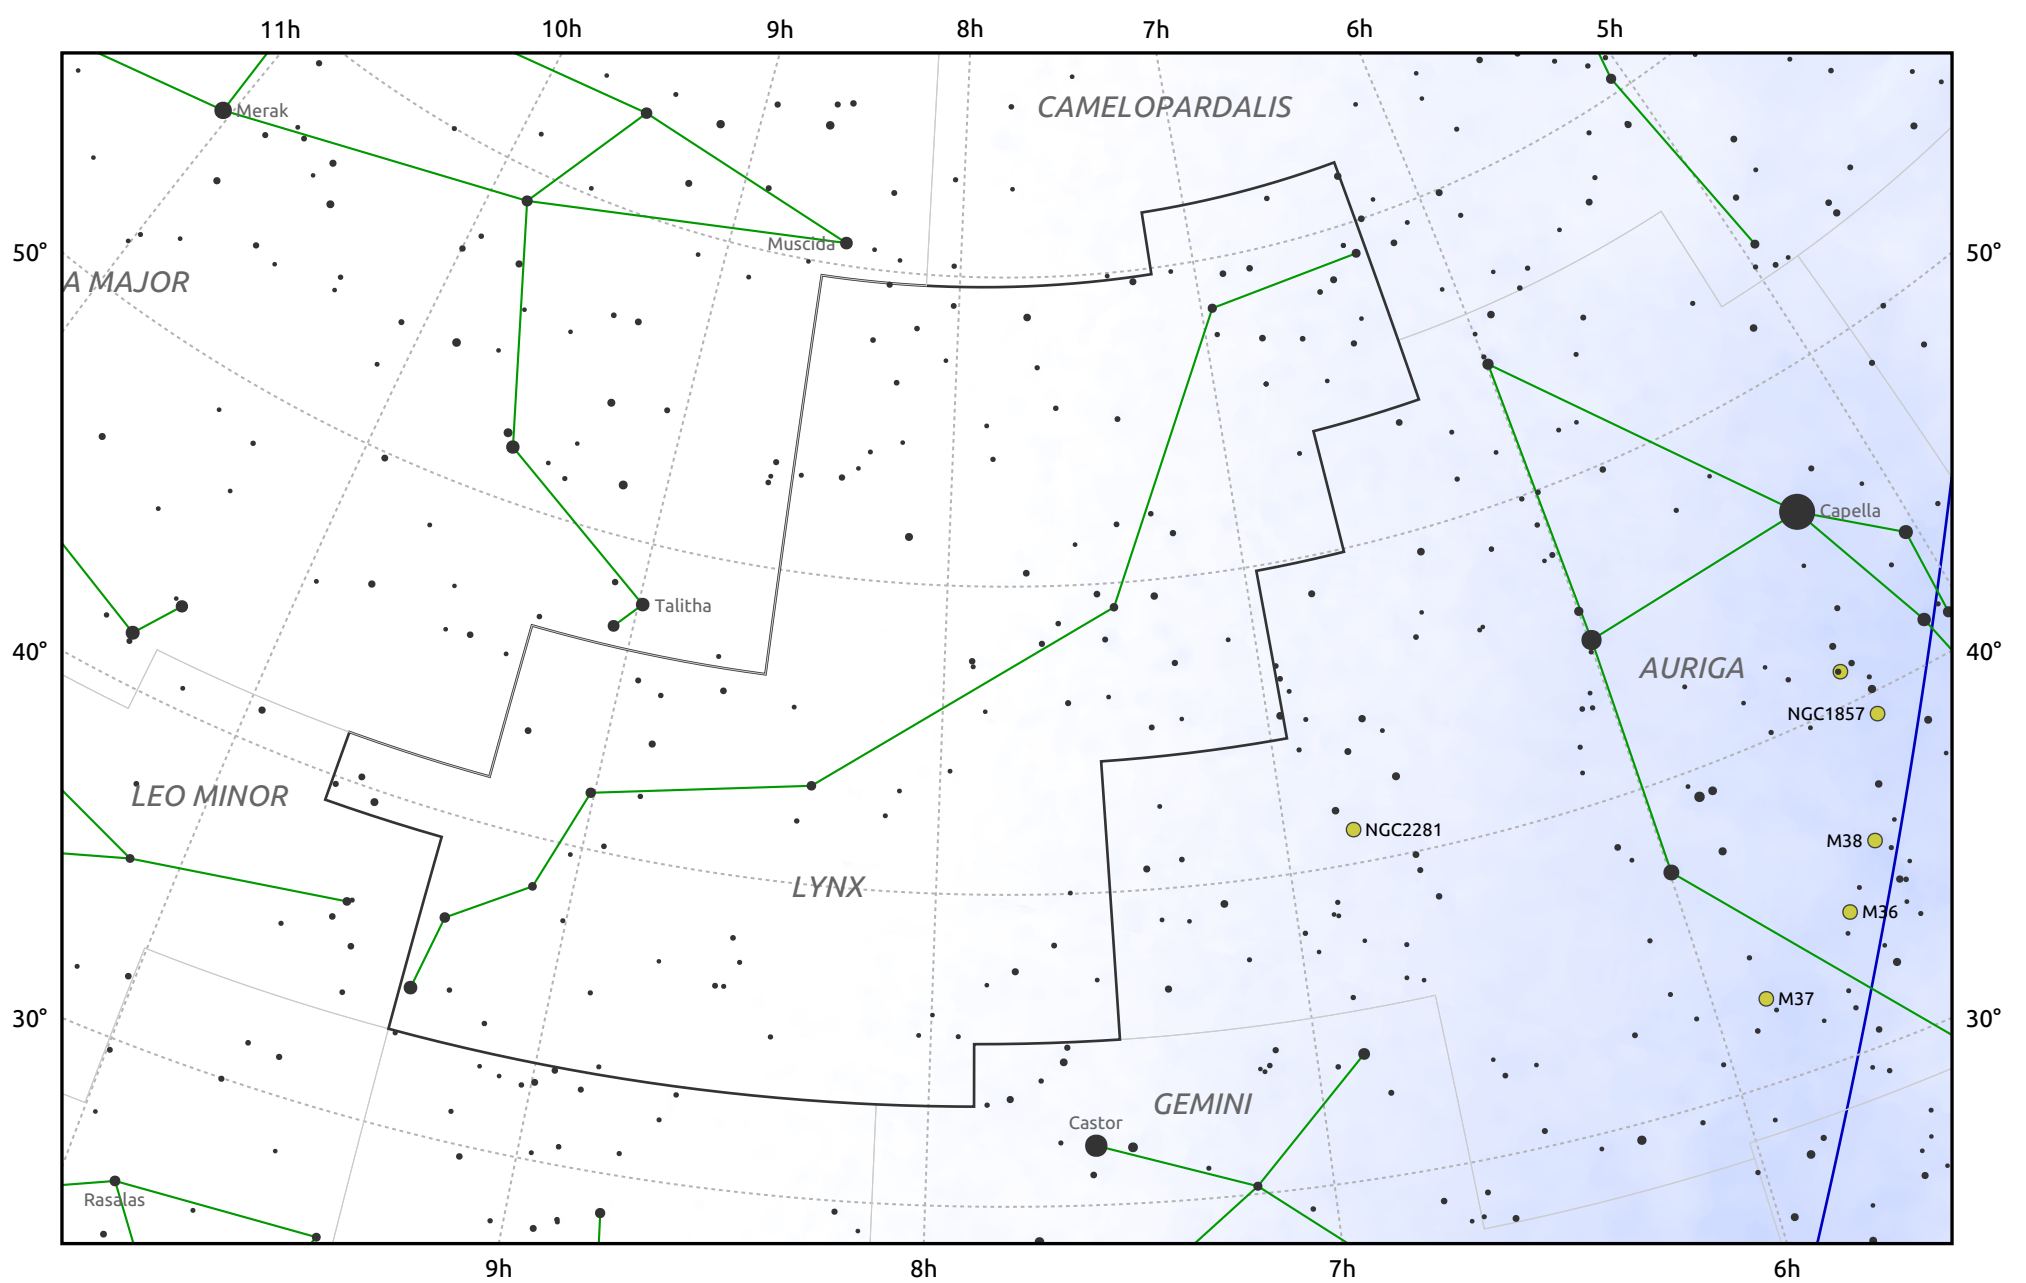 11h 10h 9h 8h 7h 6h 5h
CAMELOPARDALIS
Merak
Muscida
50° 50°
A MAJOR
Capella
Talitha
40° 40°
AURIGA
NGC1857
LEO MINOR
NGC2281
M38
LYNX
M36
M37
30° 30°
GEMINI
Castor
Rasalas
9h 8h 7h 6h